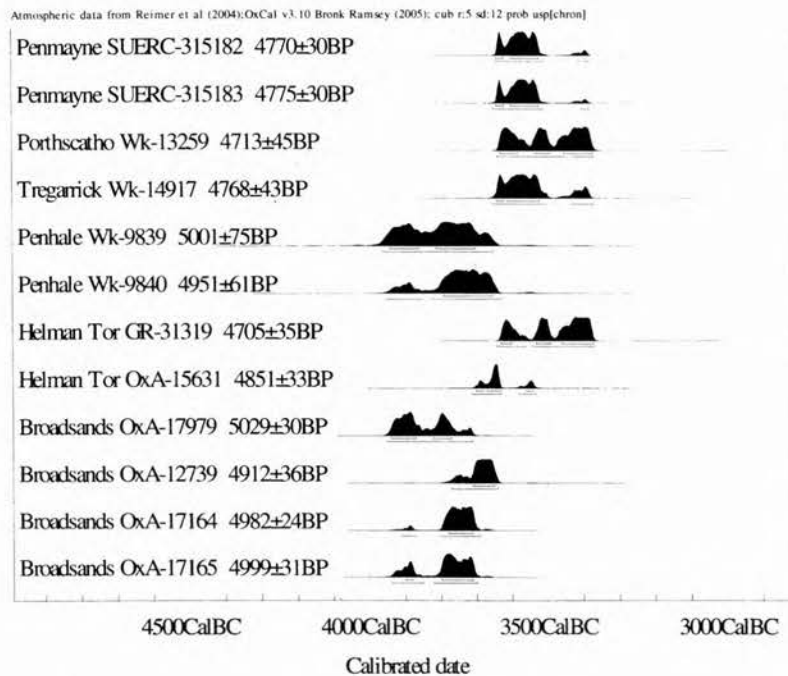 Atmospheric data from Reimer et al (2004);OxCal v3.10 Bronk Ramsey (2005); cub r:5 sd:12 prob usp[chron]
Penmayne SUERC-315182 4770±30BP
Penmayne SUERC-315183 4775±30BP
Porthscatho Wk-13259 4713±45BP
Tregarrick Wk-14917 4768±43BP
Penhale Wk-9839 5001±75BP
Penhale Wk-9840 4951±61BP
Helman Tor GR-31319 4705±35BP
Helman Tor OxA-15631 4851±33BP
Broadsands OxA-17979 5029±30BP
Broadsands OxA-12739 4912±36BP
Broadsands OxA-17164 4982±24BP
Broadsands OxA-17165 4999±31BP
4500CalBC 4000CalBC 3500CalBC 3000CalBC
Calibrated date